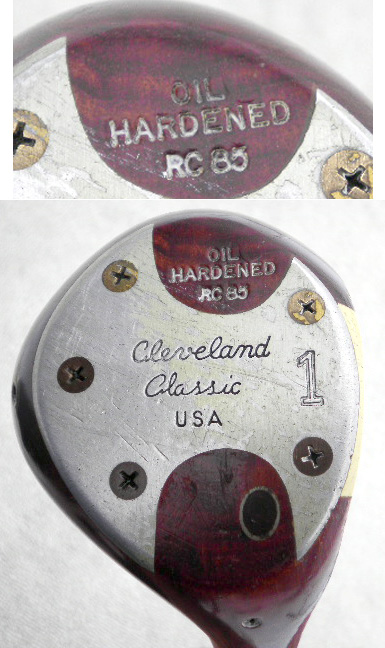 OIL
HARDENED
RC 85
OIL
HARDENED
RC 85
Cleveland
Classic
USA
1